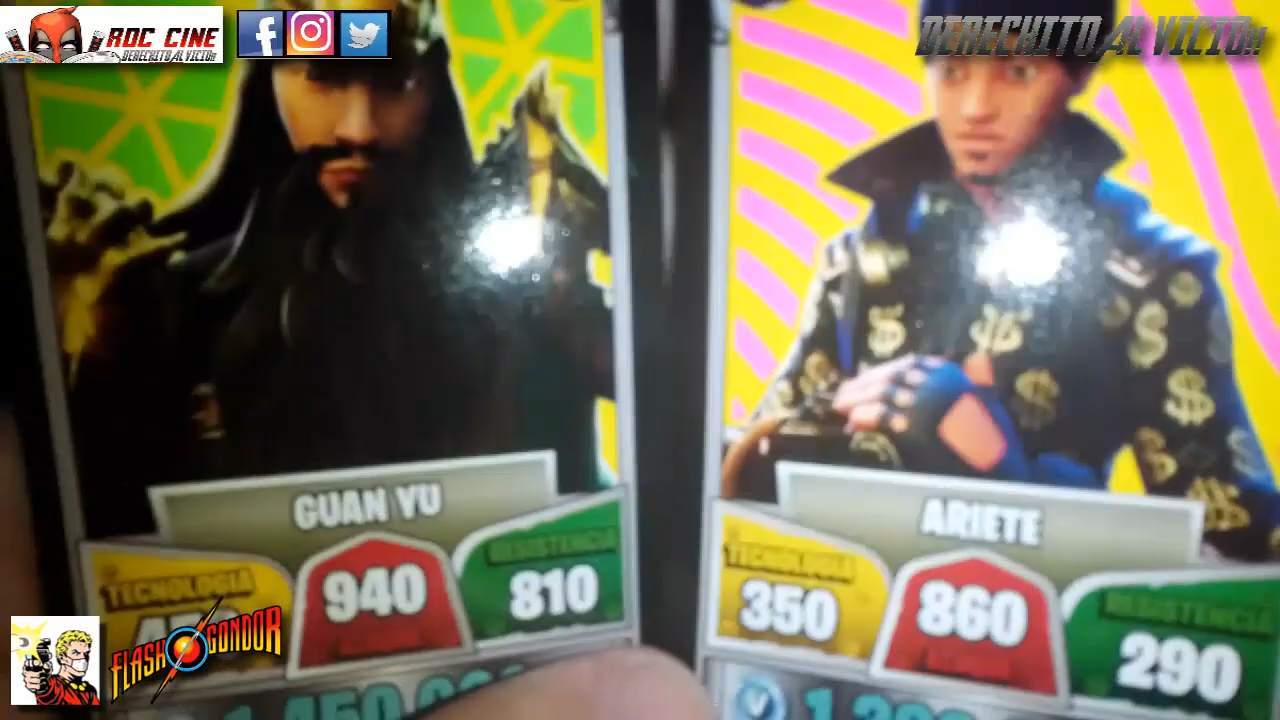 ROC CINE
DERECHITO AL VICIO!!
DERECHITO AL VICIO!!
GUAN YU
TECNOLOGIA
940
RESISTENCIA
810
ARIETE
TECNOLOGIA
350
860
RESISTENCIA
290
FLASH GONDOR